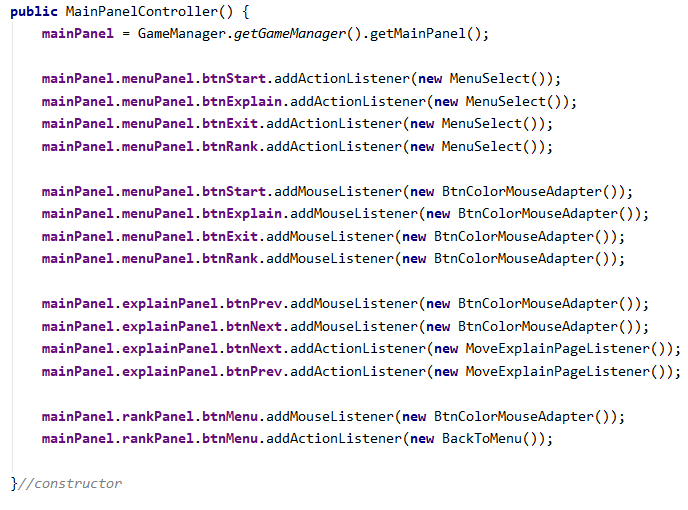 public MainPanelController() {
mainPanel = GameManager.getGameManager().getMainPanel();
mainPanel.menuPanel.btnStart.addActionListener(new MenuSelect());
mainPanel.menuPanel.btnExplain.addActionListener(new MenuSelect());
mainPanel.menuPanel.btnExit.addActionListener(new MenuSelect());
mainPanel.menuPanel.btnRank.addActionListener(new MenuSelect());
mainPanel.menuPanel.btnStart.addMouseListener(new BtnColorMouseAdapter());
mainPanel.menuPanel.btnExplain.addMouseListener(new BtnColorMouseAdapter());
mainPanel.menuPanel.btnExit.addMouseListener(new BtnColorMouseAdapter());
mainPanel.menuPanel.btnRank.addMouseListener(new BtnColorMouseAdapter());
mainPanel.explainPanel.btnPrev.addMouseListener(new BtnColorMouseAdapter());
mainPanel.explainPanel.btnNext.addMouseListener(new BtnColorMouseAdapter());
mainPanel.explainPanel.btnNext.addActionListener(new MoveExplainPageListener());
mainPanel.explainPanel.btnPrev.addActionListener(new MoveExplainPageListener());
mainPanel.rankPanel.btnMenu.addMouseListener(new BtnColorMouseAdapter());
mainPanel.rankPanel.btnMenu.addActionListener(new BackToMenu());
}//constructor